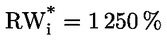 RW*i = 1 250 %